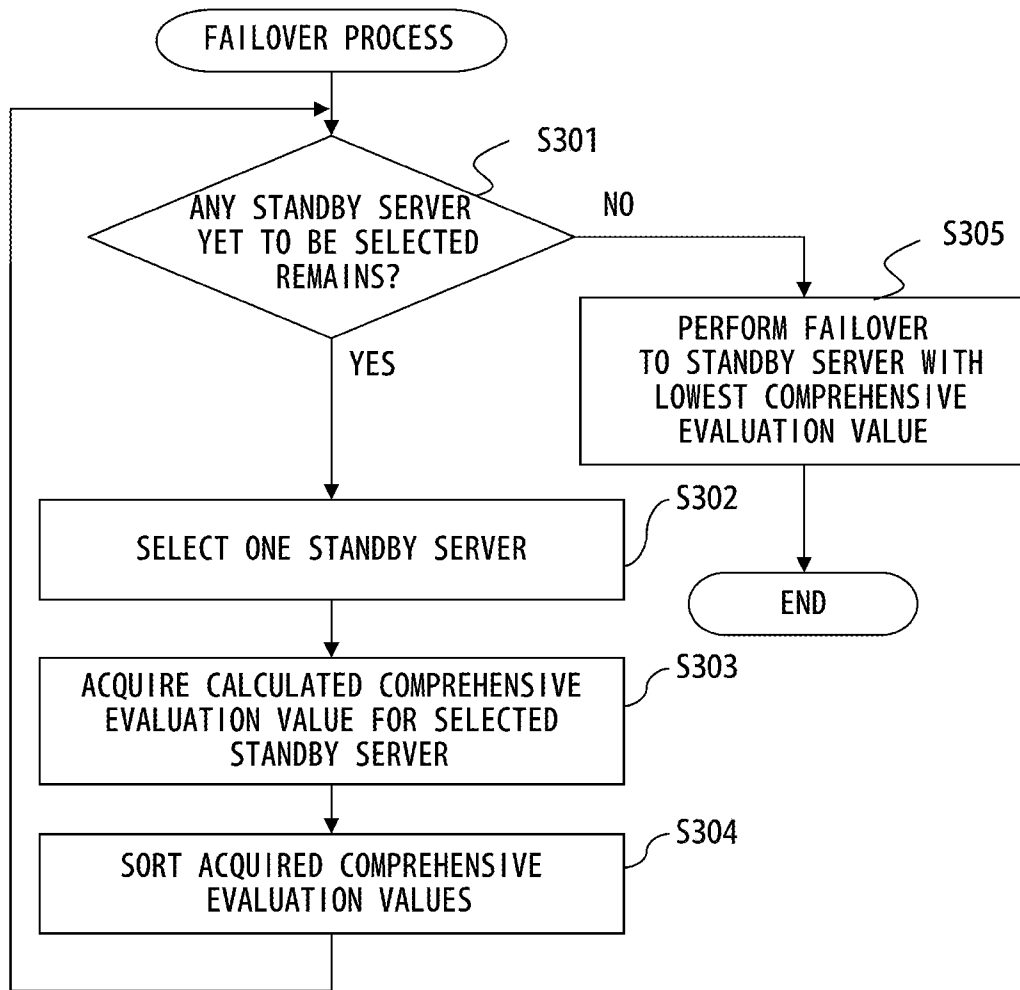 FAILOVER PROCESS
S301
ANY STANDBY SERVER
YET TO BE SELECTED
REMAINS?
NO
YES
S305
PERFORM FAILOVER
TO STANDBY SERVER WITH
LOWEST COMPREHENSIVE
EVALUATION VALUE
S302
SELECT ONE STANDBY SERVER
END
S303
ACQUIRE CALCULATED COMPREHENSIVE
EVALUATION VALUE FOR SELECTED
STANDBY SERVER
S304
SORT ACQUIRED COMPREHENSIVE
EVALUATION VALUES